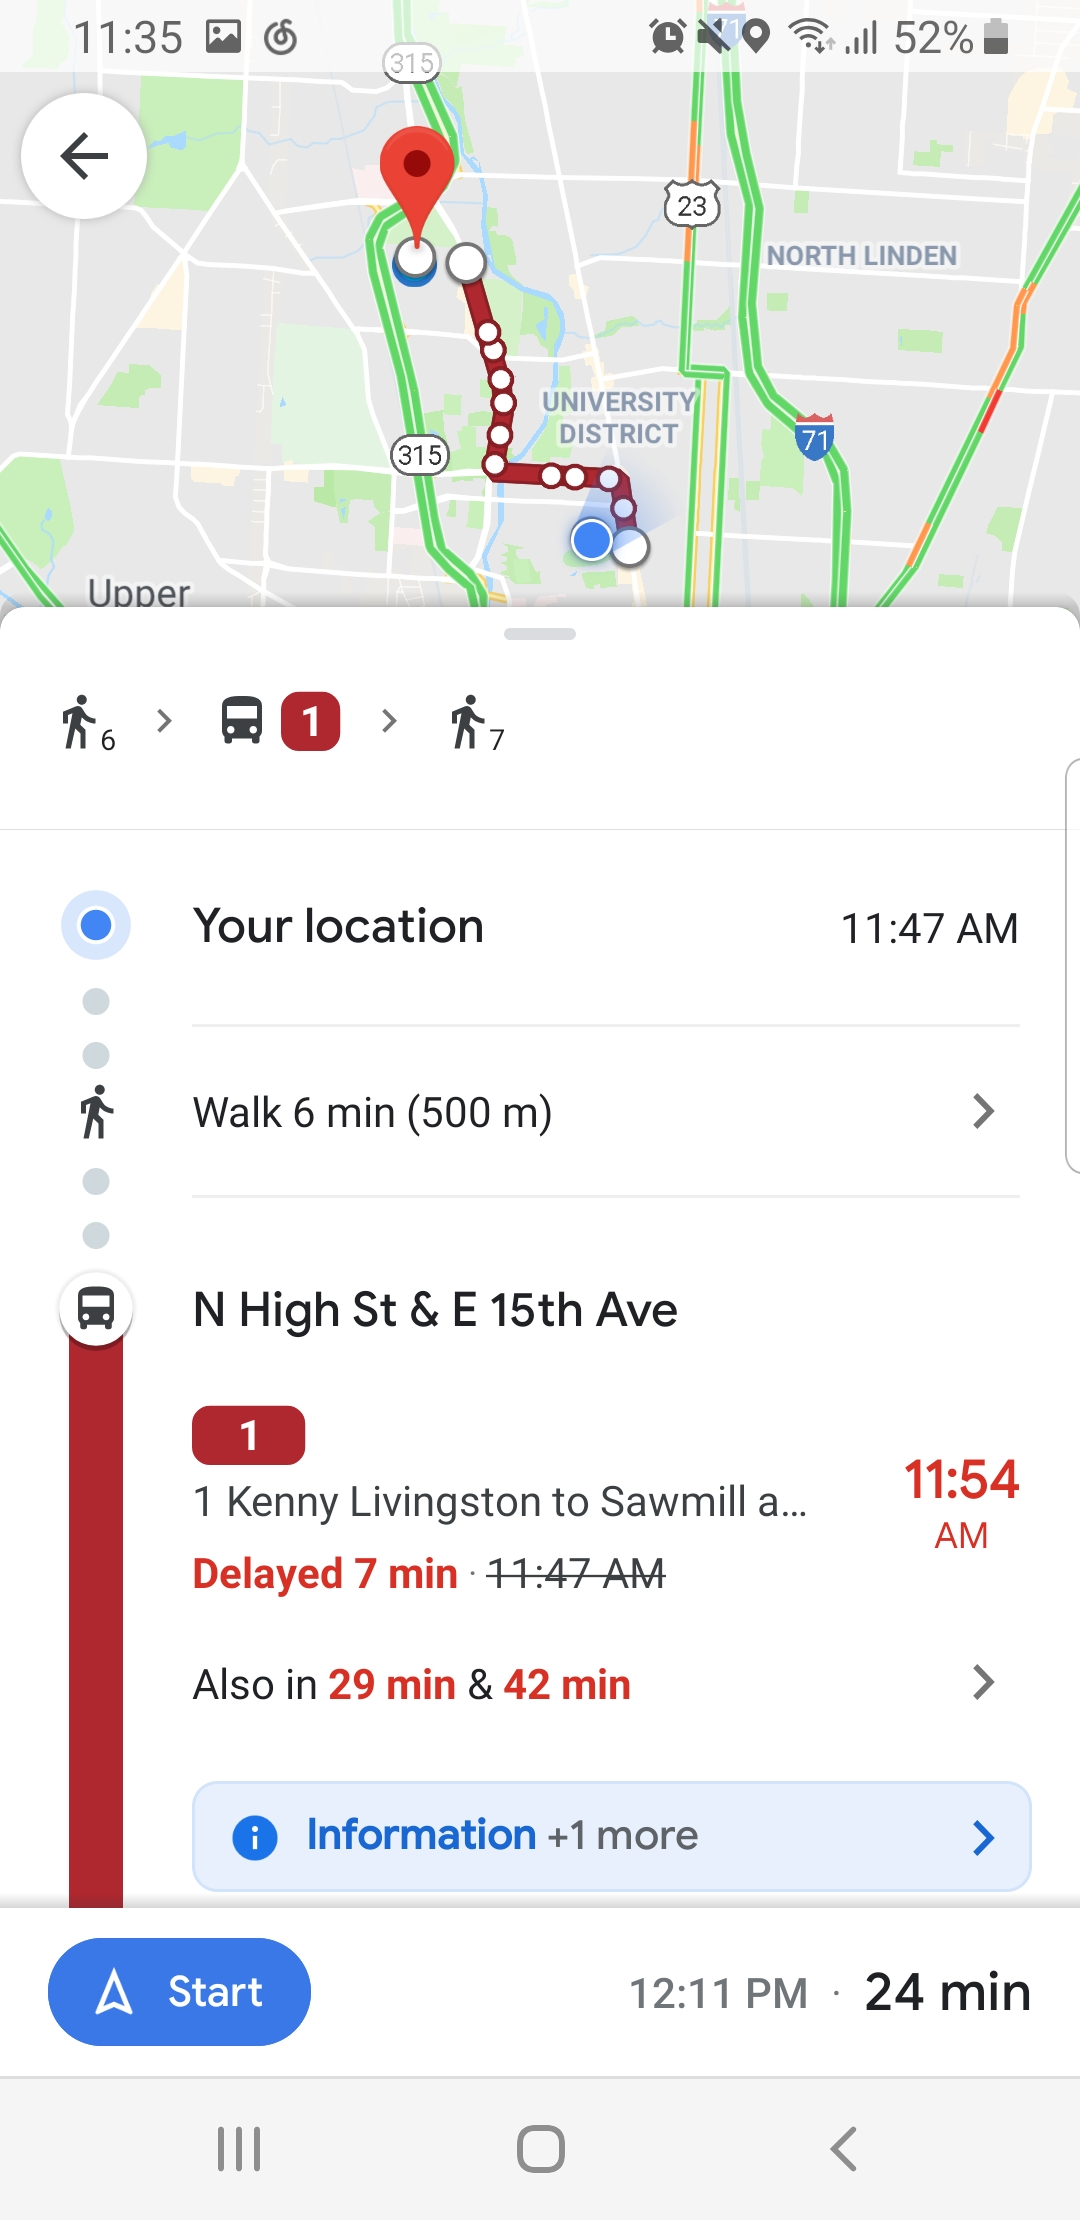 11:35
71
52%
315
23
NORTH LINDEN
UNIVERSITY
DISTRICT
315
71
Upper
6
1
7
Your location
11:47 AM
Walk 6 min (500 m)
N High St & E 15th Ave
1
1 Kenny Livingston to Sawmill a...
11:54
AM
Delayed 7 min · 11:47 AM
Also in 29 min & 42 min
Information +1 more
Start
12:11 PM · 24 min